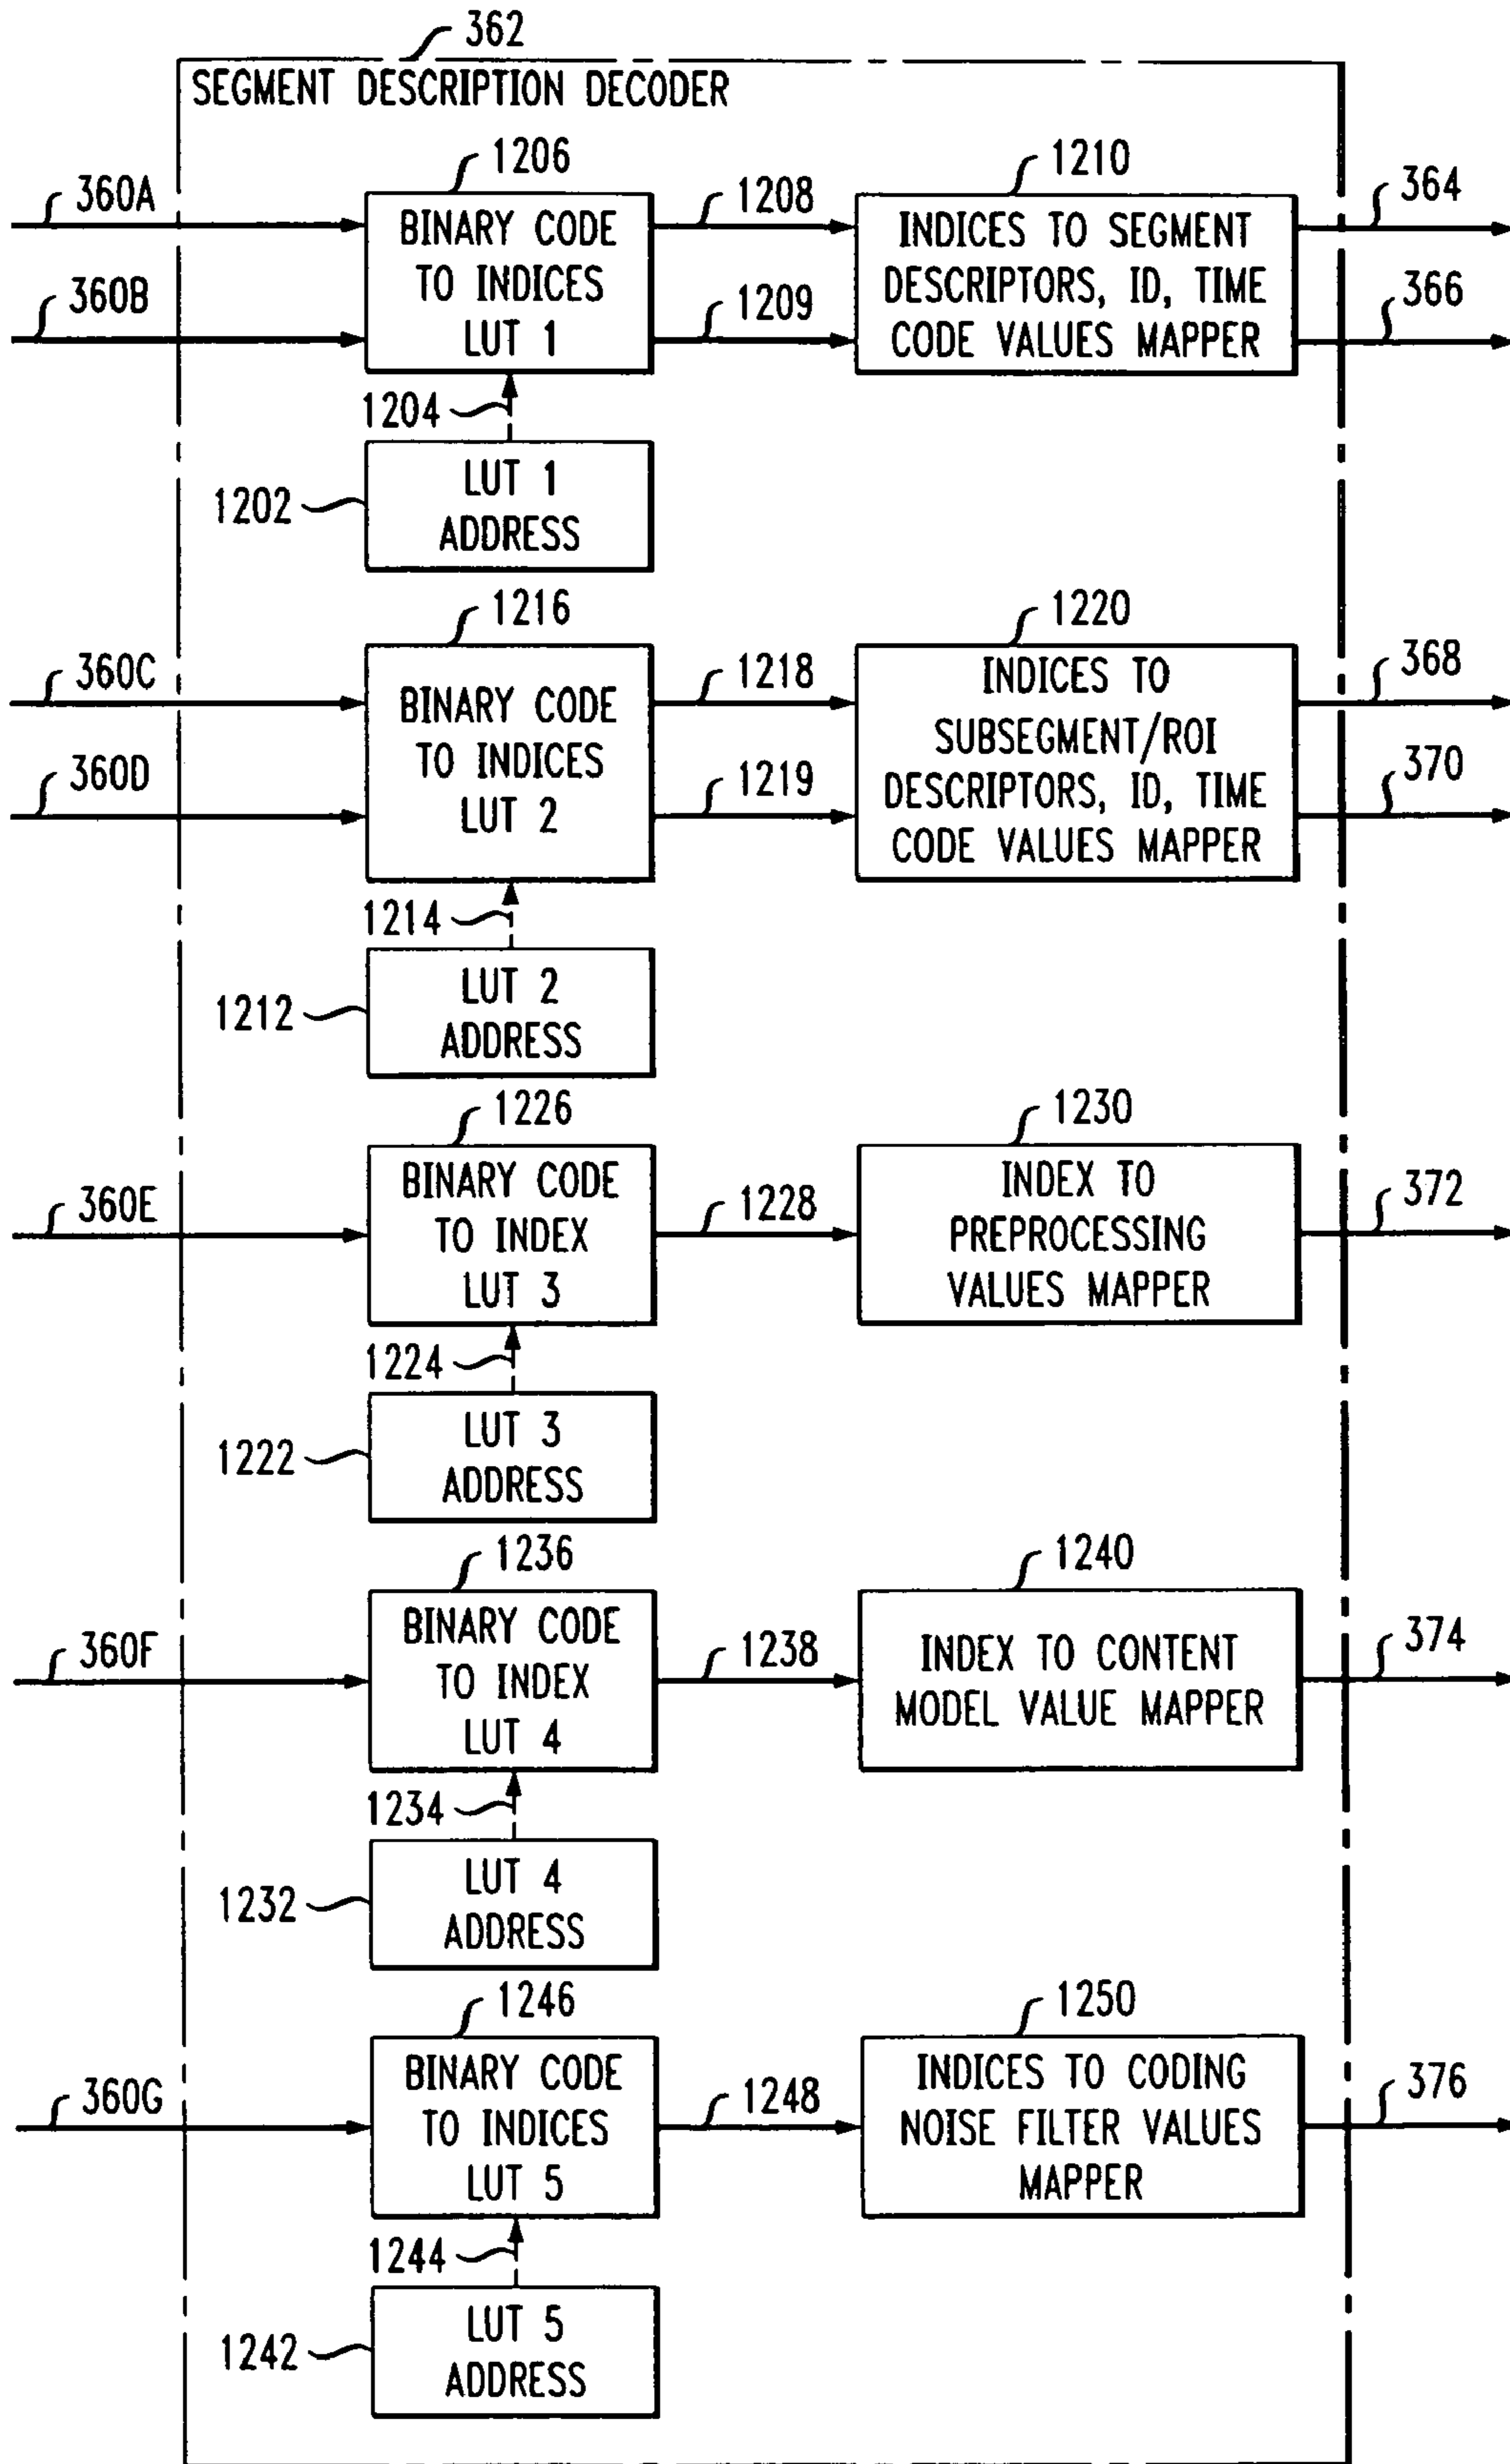 362
SEGMENT DESCRIPTION DECODER
1206
1210
360A
1208
364
BINARY CODE
TO INDICES
LUT 1
INDICES TO SEGMENT
DESCRIPTORS, ID, TIME
CODE VALUES MAPPER
360B
1209
366
1204
LUT 1
ADDRESS
1202
1216
1220
360C
1218
368
BINARY CODE
TO INDICES
LUT 2
INDICES TO
SUBSEGMENT/ROI
DESCRIPTORS, ID, TIME
CODE VALUES MAPPER
360D
1219
370
1214
LUT 2
ADDRESS
1212
1226
1230
360E
BINARY CODE
TO INDEX
LUT 3
1228
INDEX TO
PREPROCESSING
VALUES MAPPER
372
1224
LUT 3
ADDRESS
1222
1236
1240
360F
BINARY CODE
TO INDEX
LUT 4
1238
INDEX TO CONTENT
MODEL VALUE MAPPER
374
1234
LUT 4
ADDRESS
1232
1246
1250
360G
BINARY CODE
TO INDICES
LUT 5
1248
INDICES TO CODING
NOISE FILTER VALUES
MAPPER
376
1244
LUT 5
ADDRESS
1242